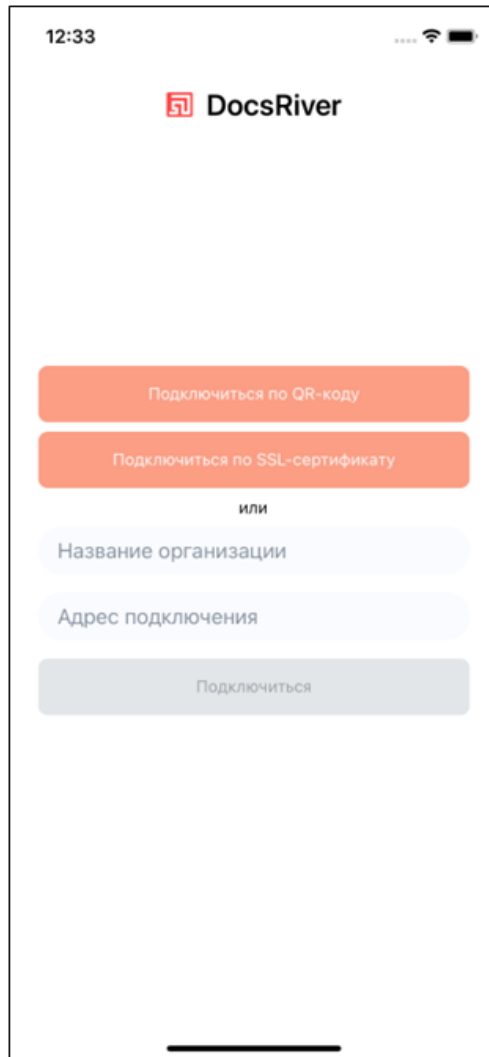 12:33
DocsRiver
Подключиться по QR-коду
Подключиться по SSL-сертификату
или
Название организации
Адрес подключения
Подключиться